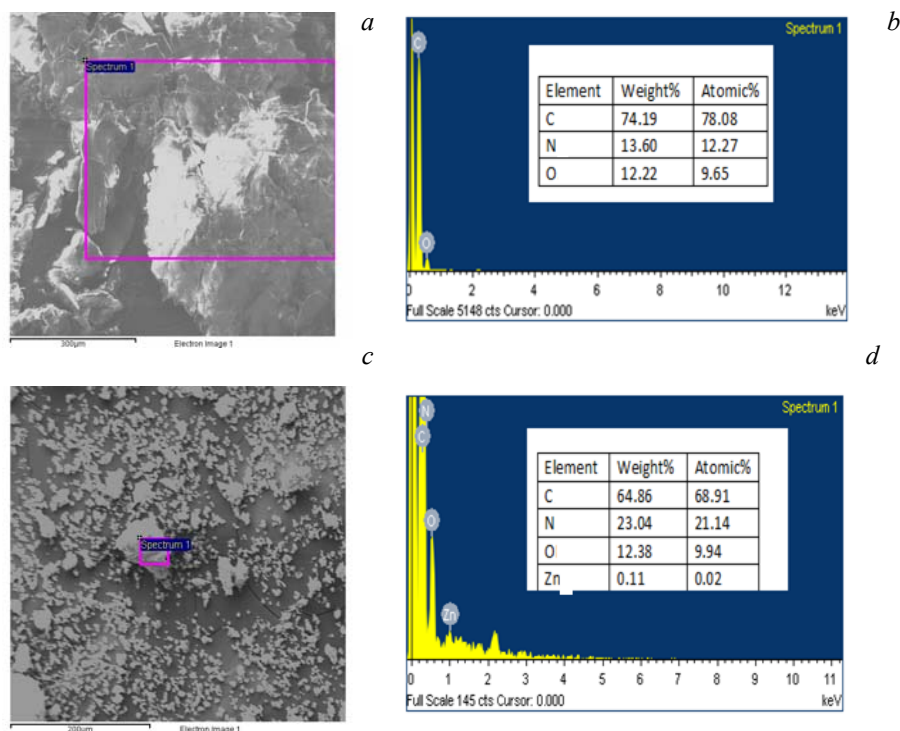 a
Spectrum 1
300µm Electron Image 1
b
Spectrum 1
C
O
Element Weight% Atomic%
C 74.19 78.08
N 13.60 12.27
O 12.22 9.65
0 2 4 6 8 10 12
Full Scale 5148 cts Cursor: 0.000 keV
c
Spectrum 1
200µm Electron Image 1
d
Spectrum 1
N
C
O
Zn
Element Weight% Atomic%
C 64.86 68.91
N 23.04 21.14
O 12.38 9.94
Zn 0.11 0.02
0 1 2 3 4 5 6 7 8 9 10 11
Full Scale 145 cts Cursor: 0.000 keV